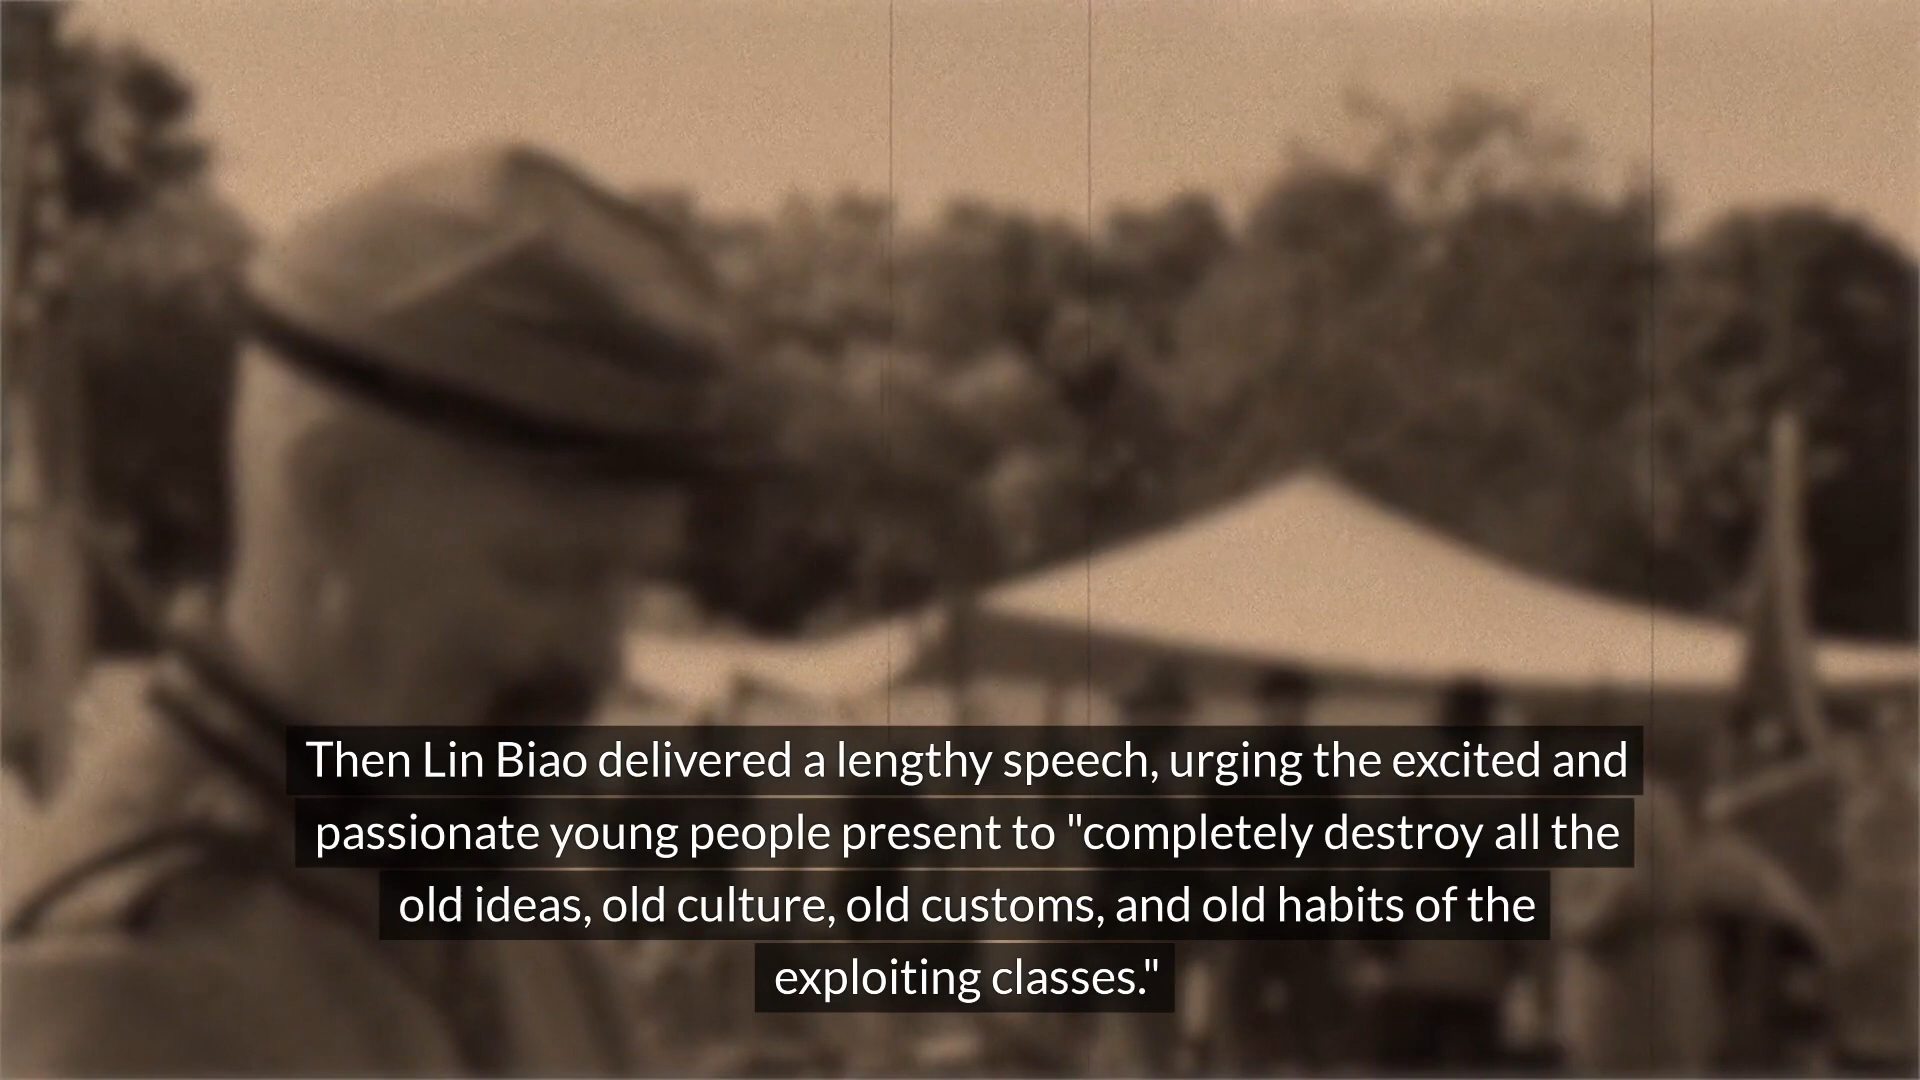 Then Lin Biao delivered a lengthy speech, urging the excited and
passionate young people present to "completely destroy all the
old ideas, old culture, old customs, and old habits of the
exploiting classes."